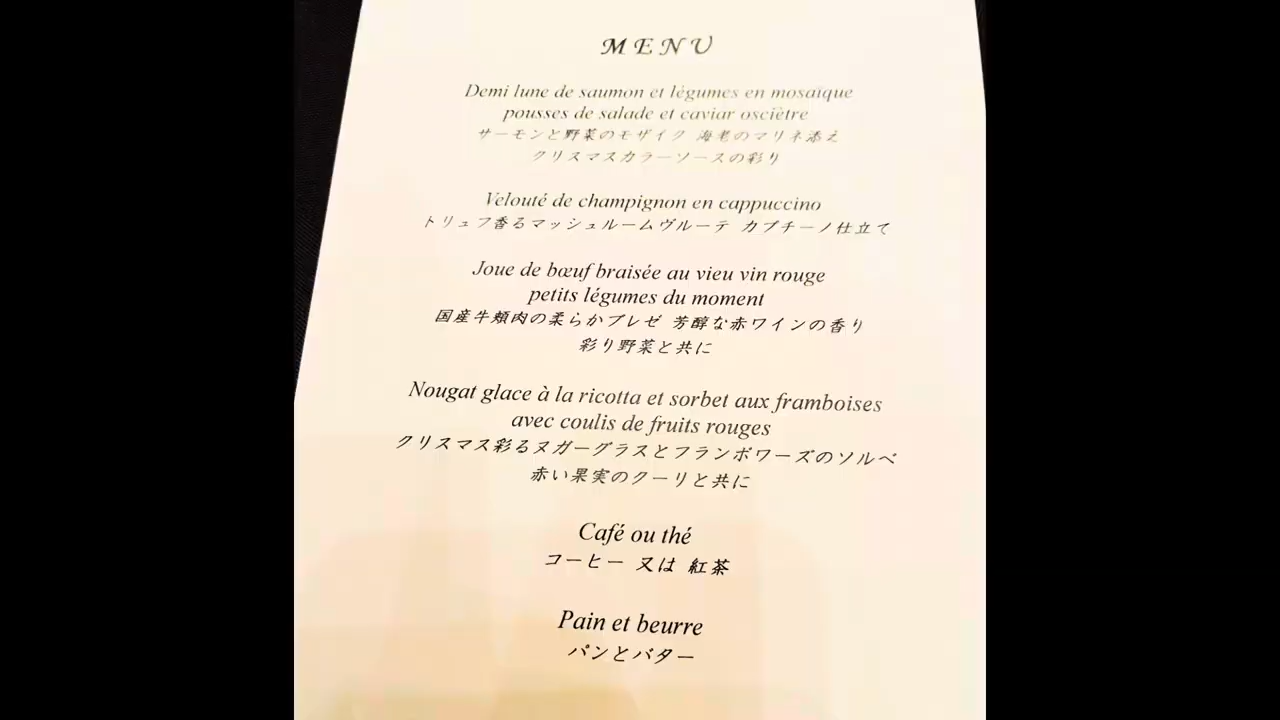 MENU
Demi lune de saumon et légumes en mosaïque
pousses de salade et caviar osciètre
サーモンと野菜のモザイク 海老のマリネ添え
クリスマスカラーソースの彩り
Velouté de champignon en cappuccino
トリュフ香るマッシュルームヴルーテ カプチーノ仕立て
Joue de bœuf braisée au vieu vin rouge
petits légumes du moment
国産牛頬肉の柔らかブレゼ 芳醇な赤ワインの香り
彩り野菜と共に
Nougat glace à la ricotta et sorbet aux framboises
avec coulis de fruits rouges
クリスマス彩るヌガーグラスとフランボワーズのソルベ
赤い果実のクーリと共に
Café ou thé
コーヒー 又は 紅茶
Pain et beurre
パンとバター